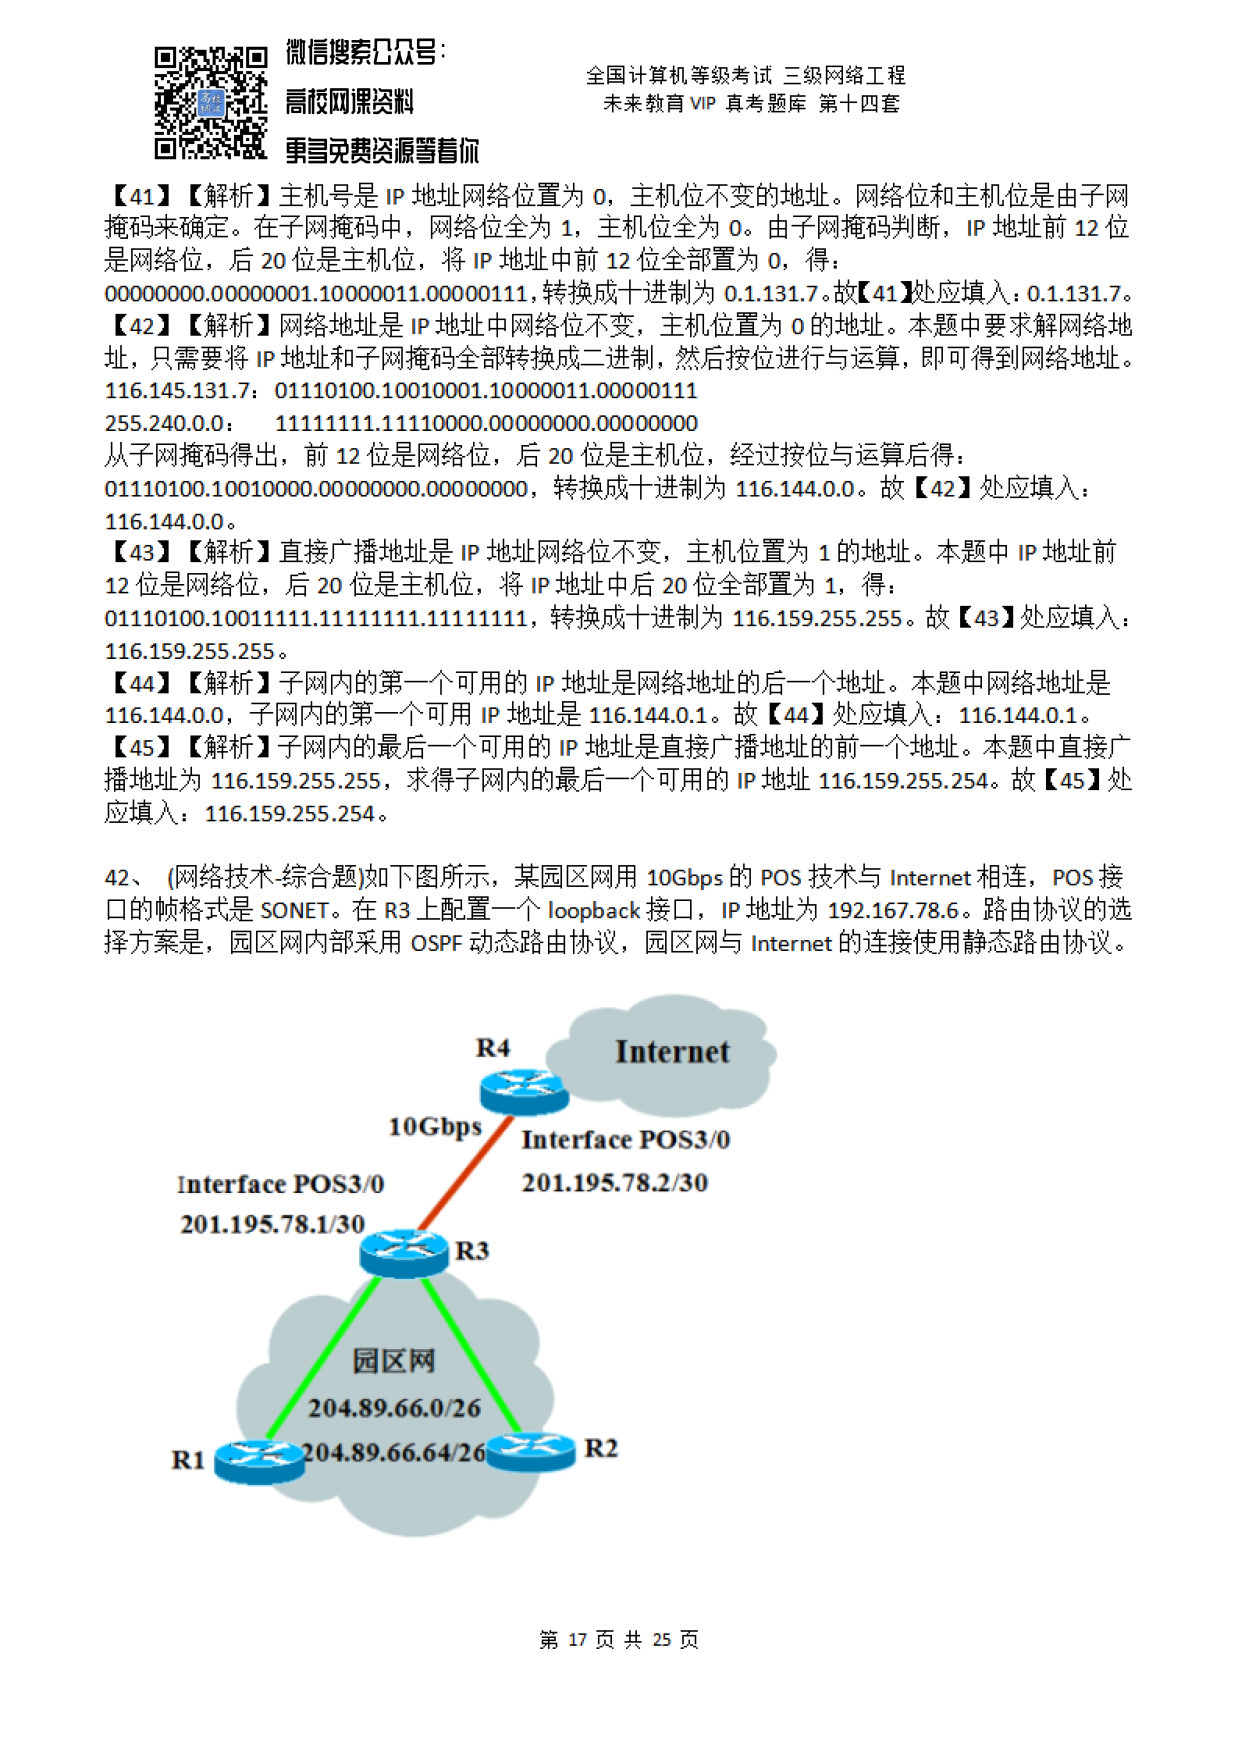 微信搜索公众号:
高校网课资料
更多免费资源等着你
高校
网课
全国计算机等级考试 三级网络工程
未来教育 VIP 真考题库 第十四套
【41】【解析】主机号是 IP 地址网络位置为 0，主机位不变的地址。网络位和主机位是由子网
掩码来确定。在子网掩码中，网络位全为 1，主机位全为 0。由子网掩码判断，IP 地址前 12 位
是网络位，后 20 位是主机位，将 IP 地址中前 12 位全部置为 0，得：
00000000.00000001.10000011.00000111，转换成十进制为 0.1.131.7。故【41】处应填入：0.1.131.7。
【42】【解析】网络地址是 IP 地址中网络位不变，主机位置为 0 的地址。本题中要求解网络地
址，只需要将 IP 地址和子网掩码全部转换成二进制，然后按位进行与运算，即可得到网络地址。
116.145.131.7：01110100.10010001.10000011.00000111
255.240.0.0： 11111111.11110000.00000000.00000000
从子网掩码得出，前 12 位是网络位，后 20 位是主机位，经过按位与运算后得：
01110100.10010000.00000000.00000000，转换成十进制为 116.144.0.0。故【42】处应填入：
116.144.0.0。
【43】【解析】直接广播地址是 IP 地址网络位不变，主机位置为 1 的地址。本题中 IP 地址前
12 位是网络位，后 20 位是主机位，将 IP 地址中后 20 位全部置为 1，得：
01110100.10011111.11111111.11111111，转换成十进制为 116.159.255.255。故【43】处应填入：
116.159.255.255。
【44】【解析】子网内的第一个可用的 IP 地址是网络地址的后一个地址。本题中网络地址是
116.144.0.0，子网内的第一个可用 IP 地址是 116.144.0.1。故【44】处应填入：116.144.0.1。
【45】【解析】子网内的最后一个可用的 IP 地址是直接广播地址的前一个地址。本题中直接广
播地址为 116.159.255.255，求得子网内的最后一个可用的 IP 地址 116.159.255.254。故【45】处
应填入：116.159.255.254。
42、 (网络技术-综合题)如下图所示，某园区网用 10Gbps 的 POS 技术与 Internet 相连，POS 接
口的帧格式是 SONET。在 R3 上配置一个 loopback 接口，IP 地址为 192.167.78.6。路由协议的选
择方案是，园区网内部采用 OSPF 动态路由协议，园区网与 Internet 的连接使用静态路由协议。
R4
Internet
10Gbps
Interface POS3/0
201.195.78.2/30
Interface POS3/0
201.195.78.1/30
R3
园区网
204.89.66.0/26
R1
204.89.66.64/26
R2
第 17 页 共 25 页